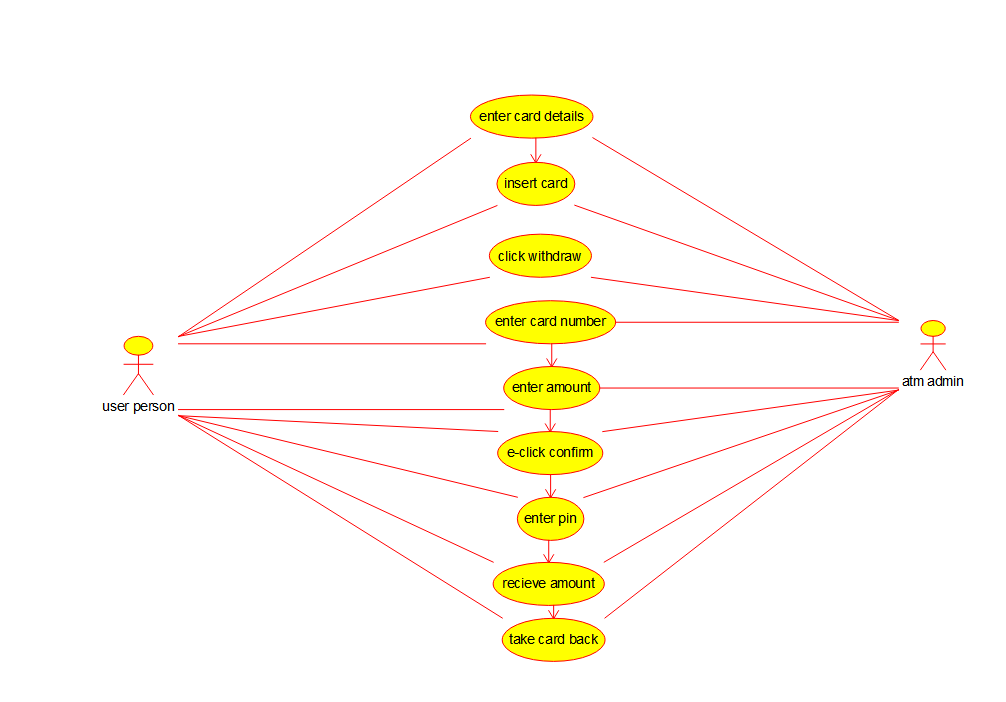 enter card details
insert card
click withdraw
enter card number
user person
atm admin
enter amount
e-click confirm
enter pin
recieve amount
take card back